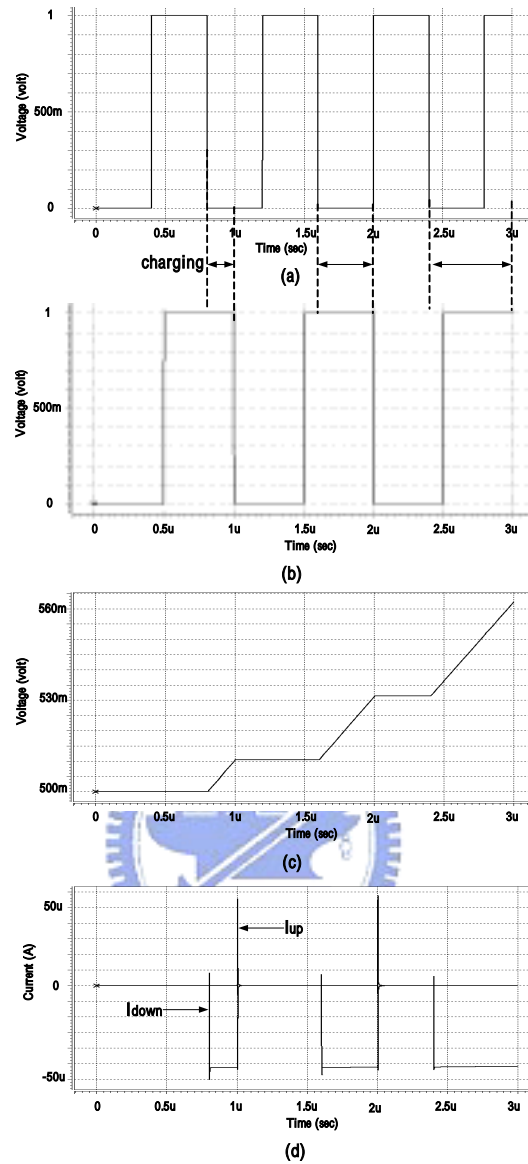 1
500m
0
Voltage (volt)
0 0.5u 1u 1.5u 2u 2.5u 3u
Time (sec)
charging
(a)
1
500m
0
Voltage (volt)
0 0.5u 1u 1.5u 2u 2.5u 3u
Time (sec)
(b)
560m
530m
500m
Voltage (volt)
0 0.5u 1u 1.5u 2u 2.5u 3u
Time (sec)
(c)
50u
0
-50u
Current (A)
Iup
Idown
0 0.5u 1u 1.5u 2u 2.5u 3u
Time (sec)
(d)